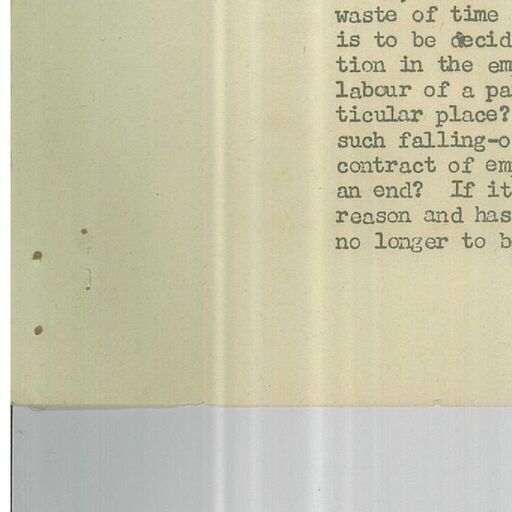 waste of time
is to be decid
tion in the em
labour of a pa
ticular place?
such falling-o
contract of em
an end? If it
reason and has
no longer to b